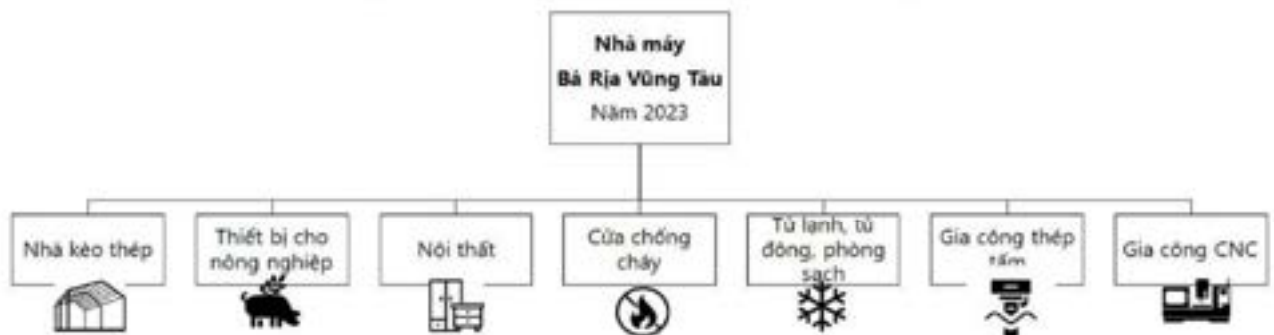 Nhà máy
Bà Rịa Vũng Tàu
Năm 2023
Nhà kèo thép
Thiết bị cho
nông nghiệp
Nội thất
Cửa chống
cháy
Tủ lạnh, tủ
đông, phòng
sạch
Gia công thép
tấm
Gia công CNC